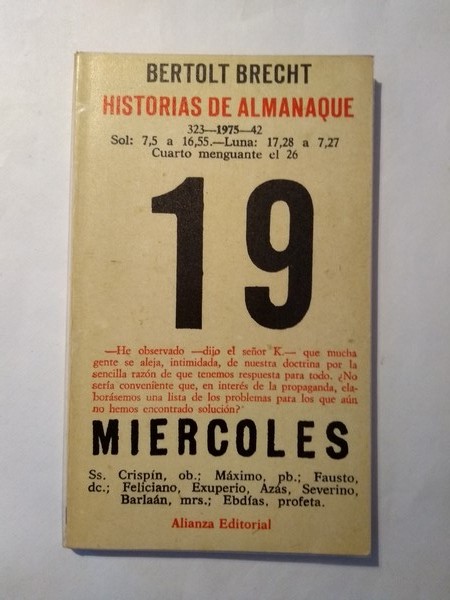 BERTOLT BRECHT
HISTORIAS DE ALMANAQUE
323—1975—42
Sol: 7,5 a 16,55.—Luna: 17,28 a 7,27
Cuarto menguante el 26
19
—He observado —dijo el señor K.— que mucha
gente se aleja, intimidada, de nuestra doctrina por la
sencilla razón de que tenemos respuesta para todo. ¿No
sería conveniente que, en interés de la propaganda, ela-
borásemos una lista de los problemas para los que aún
no hemos encontrado solución?
MIERCOLES
Ss. Crispín, ob.; Máximo, pb.; Fausto,
dc.; Feliciano, Exuperio, Azás, Severino,
Barlaán, mrs.; Ebdías, profeta.
Alianza Editorial